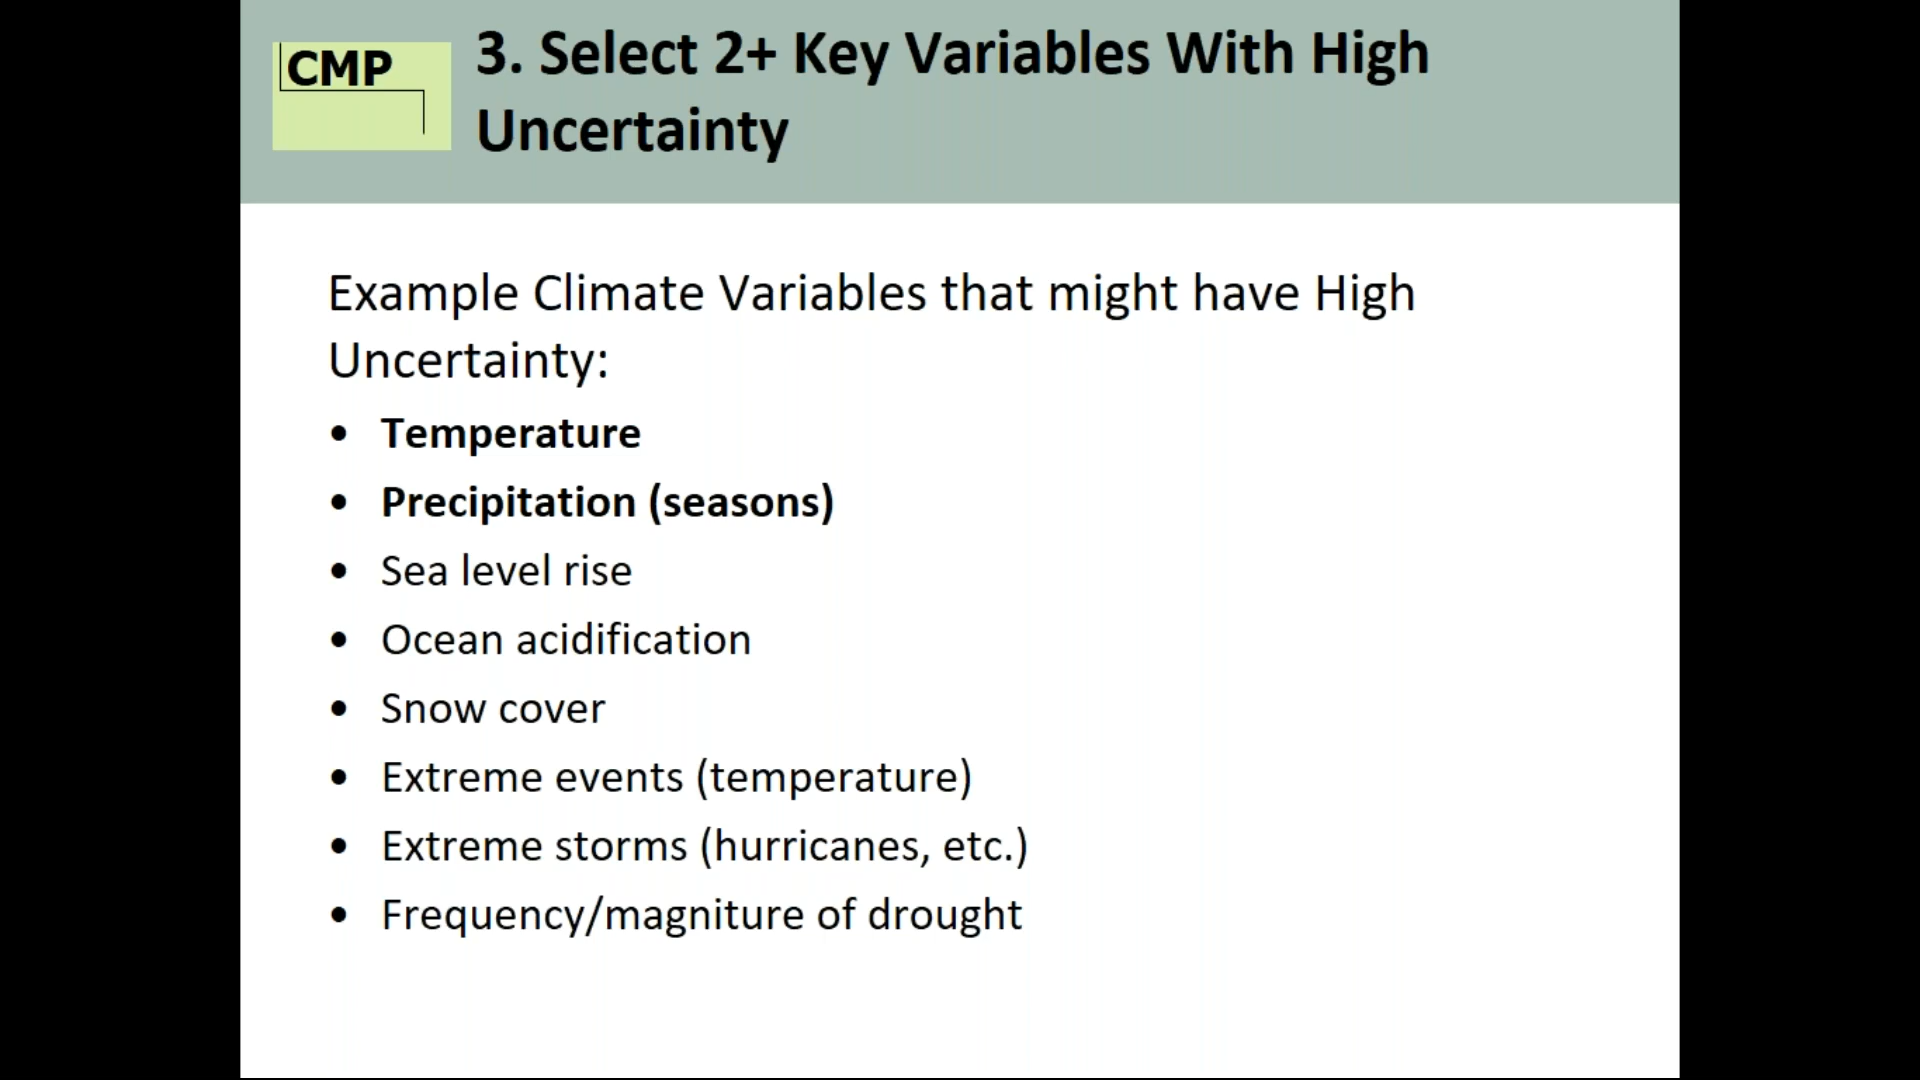 CMP
3. Select 2+ Key Variables With High
Uncertainty
Example Climate Variables that might have High
Uncertainty:
• Temperature
• Precipitation (seasons)
• Sea level rise
• Ocean acidification
• Snow cover
• Extreme events (temperature)
• Extreme storms (hurricanes, etc.)
• Frequency/magniture of drought